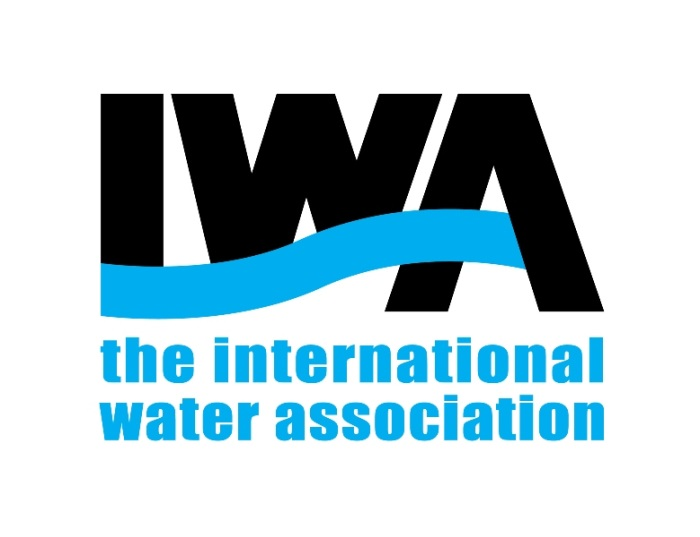 IWA
the international
water association